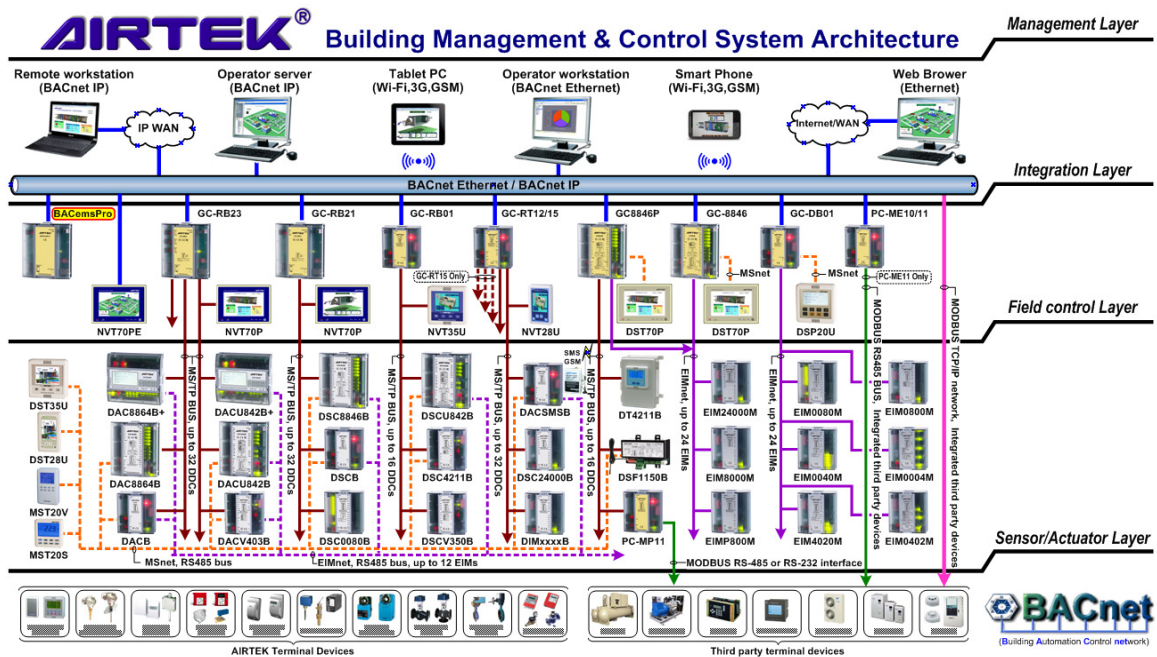 AIRTEK®
Building Management & Control System Architecture
Management Layer
Remote workstation
(BACnet IP)
Operator server
(BACnet IP)
Tablet PC
(Wi-Fi,3G,GSM)
Operator workstation
(BACnet Ethernet)
Smart Phone
(Wi-Fi,3G,GSM)
Web Brower
(Ethernet)
IP WAN
Internet/WAN
Integration Layer
BACnet Ethernet / BACnet IP
BACemsPro
GC-RB23
GC-RB21
GC-RB01
GC-RT12/15
GC8846P
GC-8846
GC-DB01
PC-ME10/11
GC-RT15 Only
MSnet
MSnet
PC-ME11 Only
NVT70PE
NVT70P
NVT70P
NVT35U
NVT28U
DST70P
DST70P
DSP20U
Field control Layer
MS/TP BUS, up to 32 DDCs
MS/TP BUS, up to 32 DDCs
MS/TP BUS, up to 16 DDCs
MS/TP BUS, up to 32 DDCs
MS/TP BUS, up to 16 DDCs
EIMnet, up to 24 EIMs
EIMnet, up to 24 EIMs
MODBUS RS485 BUS, Integrated third party devices
MODBUS TCP/IP network, Integrated third party devices
SMS
GSM
DST35U
DAC8864B+
DACU842B+
DSC8846B
DSCU842B
DACSMSB
DT4211B
EIM24000M
EIM0080M
EIM0800M
DST28U
DAC8864B
DACU842B
DSCB
DSC4211B
DSC24000B
DSF1150B
EIM8000M
EIM0040M
EIM0004M
MST20V
MST20S
DACB
DACV403B
DSC0080B
DSCV350B
DIMxxxxB
PC-MP11
EIMP800M
EIM4020M
EIM0402M
Sensor/Actuator Layer
MSnet, RS485 bus
EIMnet, RS485 bus, up to 12 EIMs
MODBUS RS-485 or RS-232 interface
AIRTEK Terminal Devices
Third party terminal devices
BACnet
(Building Automation Control network)